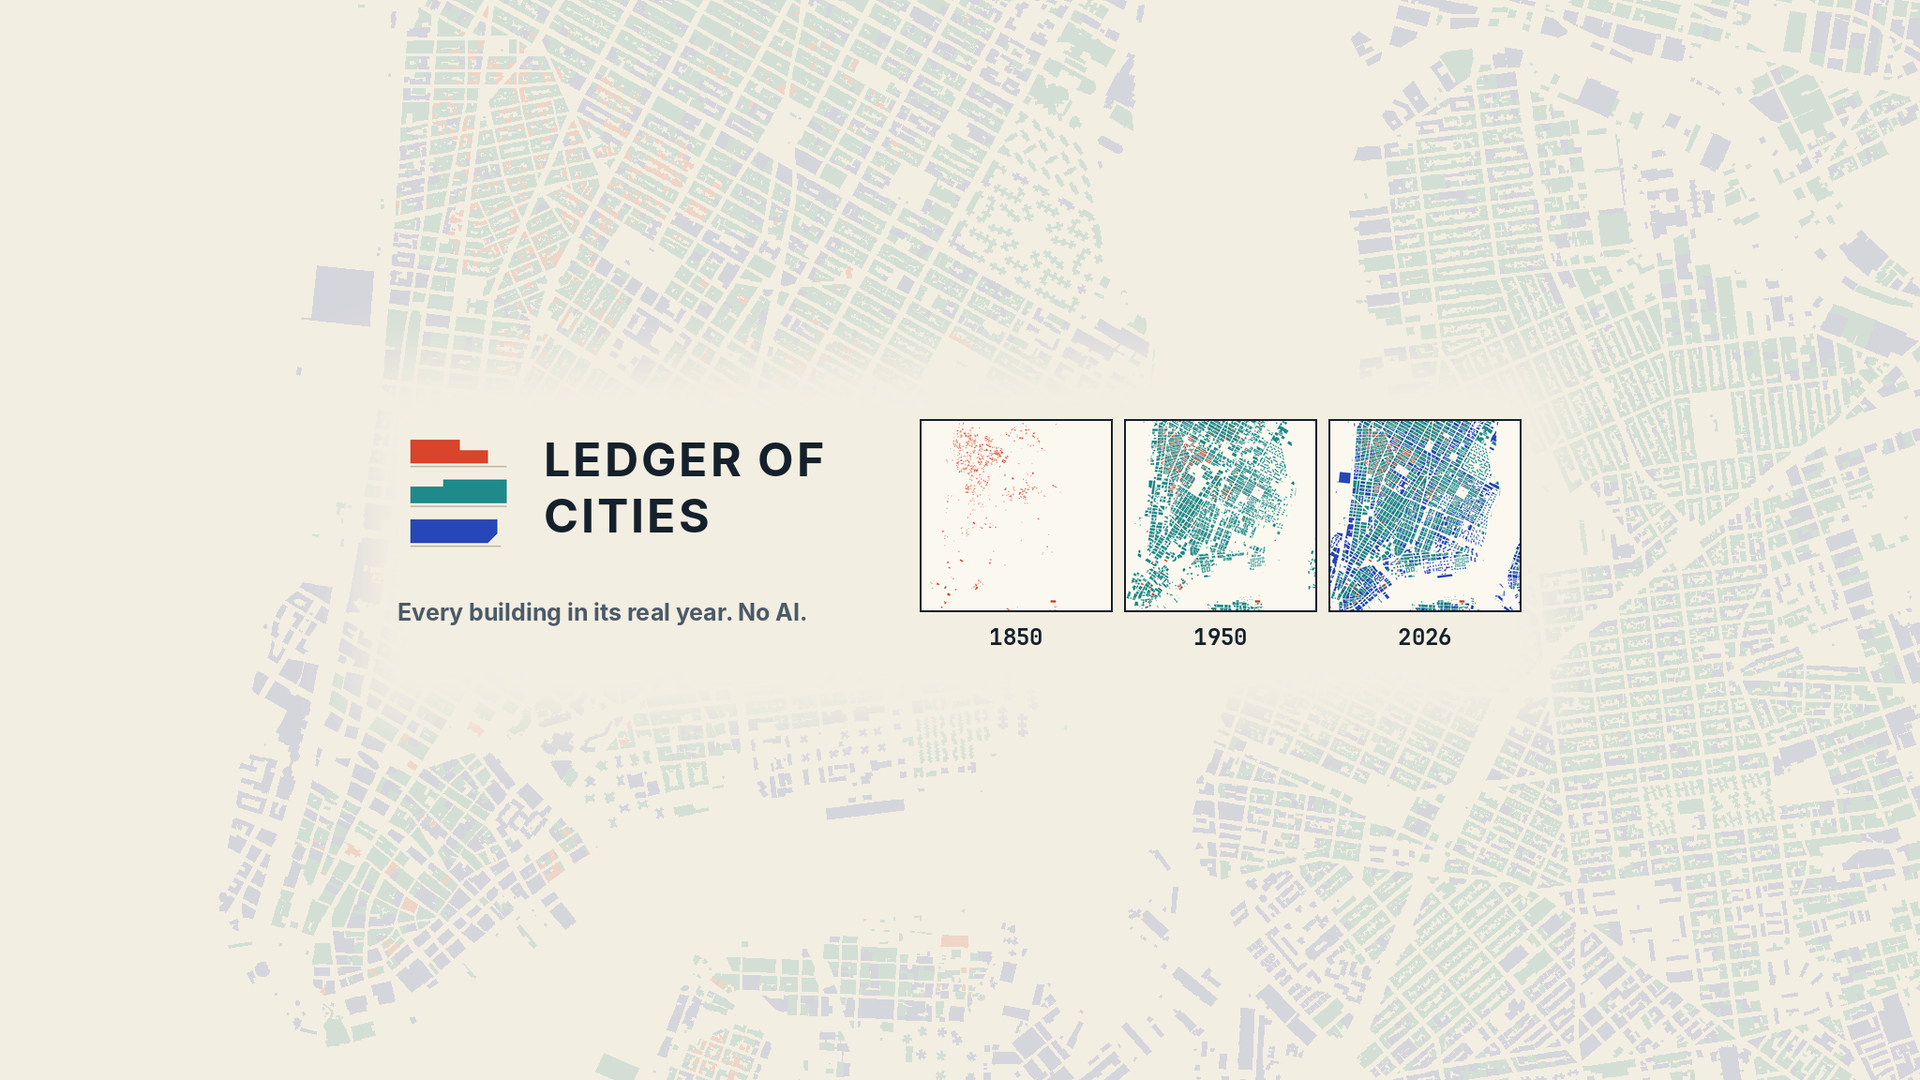 LEDGER OF
CITIES
Every building in its real year. No AI.
1850
1950
2026